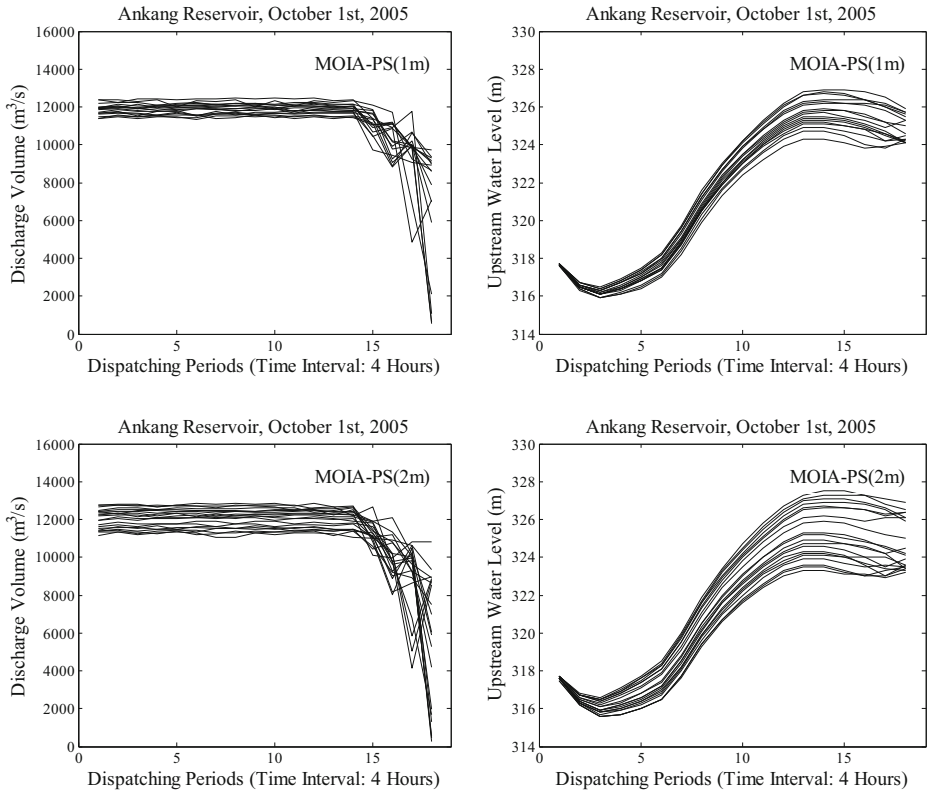 Ankang Reservoir, October 1st, 2005
16000
14000
12000
10000
8000
6000
4000
2000
0
Discharge Volume (m³/s)
MOIA-PS(1m)
0 5 10 15
Dispatching Periods (Time Interval: 4 Hours)
Ankang Reservoir, October 1st, 2005
330
328
326
324
322
320
318
316
314
Upstream Water Level (m)
MOIA-PS(1m)
0 5 10 15
Dispatching Periods (Time Interval: 4 Hours)
Ankang Reservoir, October 1st, 2005
16000
14000
12000
10000
8000
6000
4000
2000
0
Discharge Volume (m³/s)
MOIA-PS(2m)
0 5 10 15
Dispatching Periods (Time Interval: 4 Hours)
Ankang Reservoir, October 1st, 2005
330
328
326
324
322
320
318
316
314
Upstream Water Level (m)
MOIA-PS(2m)
0 5 10 15
Dispatching Periods (Time Interval: 4 Hours)